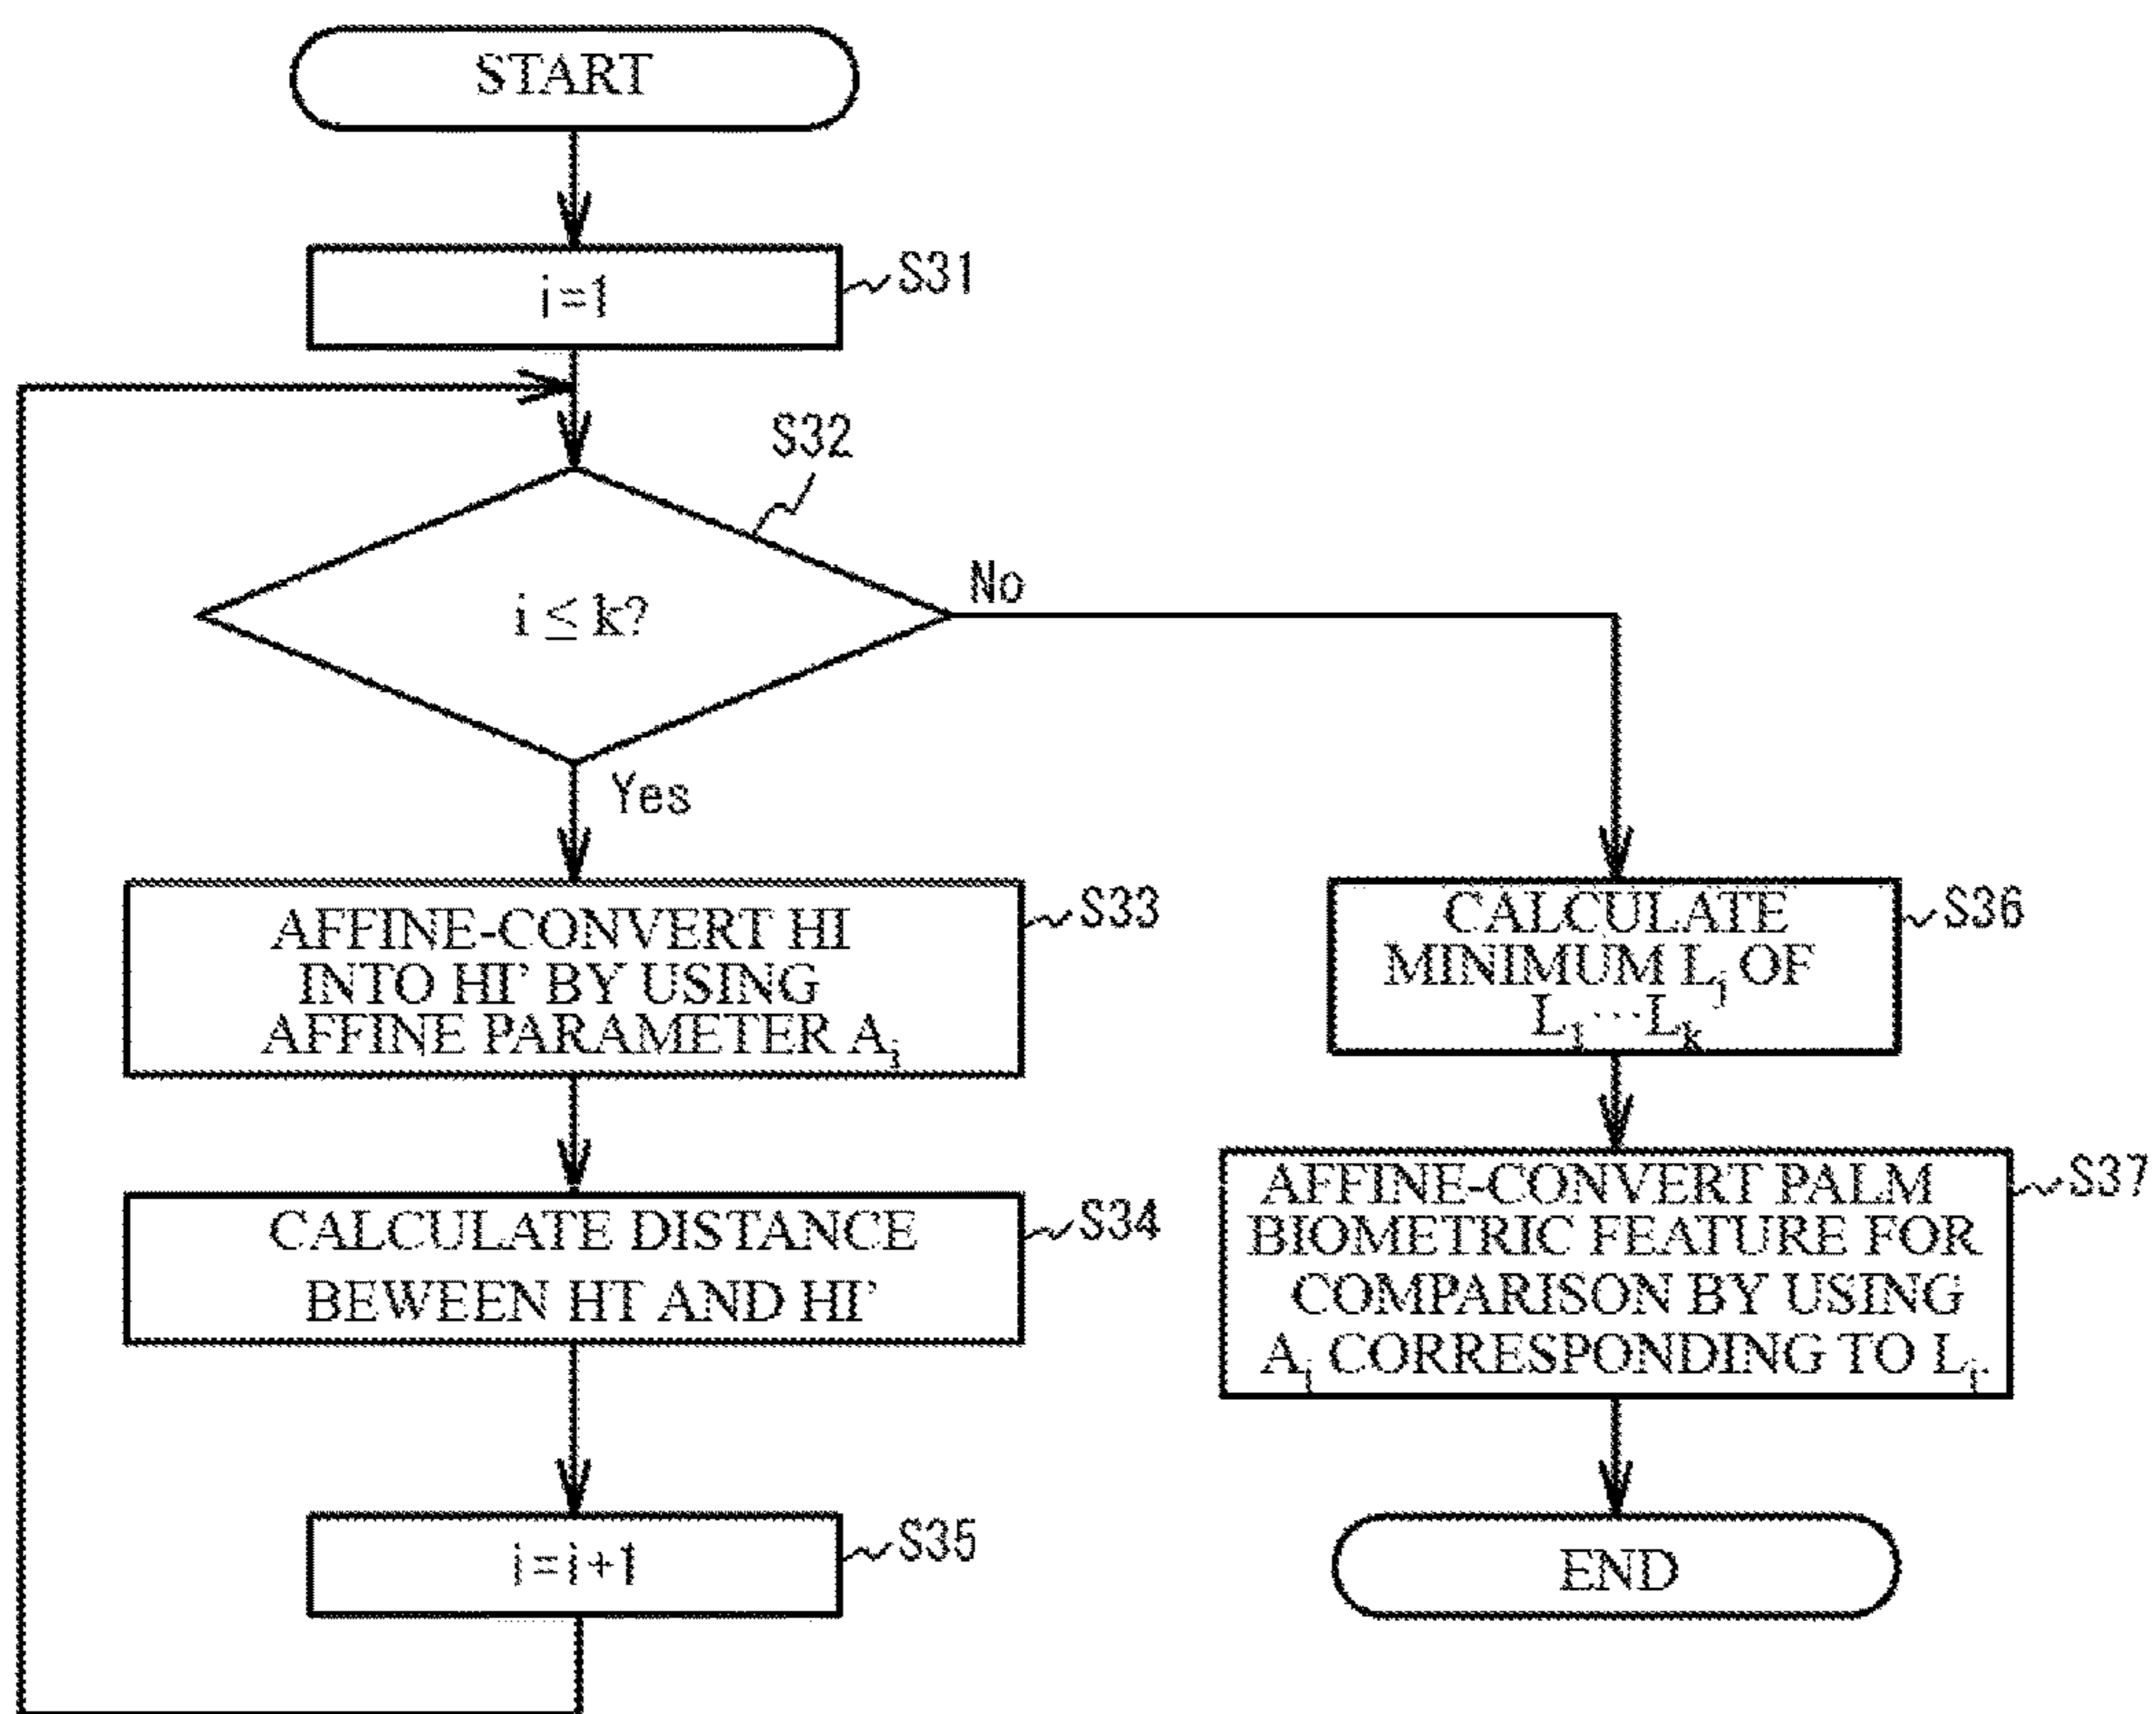 START
i=1
S31
S32
i ≤ k?
No
Yes
AFFINE-CONVERT HI
INTO HI' BY USING
AFFINE PARAMETER Ai
S33
CALCULATE DISTANCE
BEWEEN HT AND HI'
S34
i=i+1
S35
CALCULATE
MINIMUM Lj OF
L1 ··· Lk
S36
AFFINE-CONVERT PALM
BIOMETRIC FEATURE FOR
COMPARISON BY USING
Aj CORRESPONDING TO Lj.
S37
END